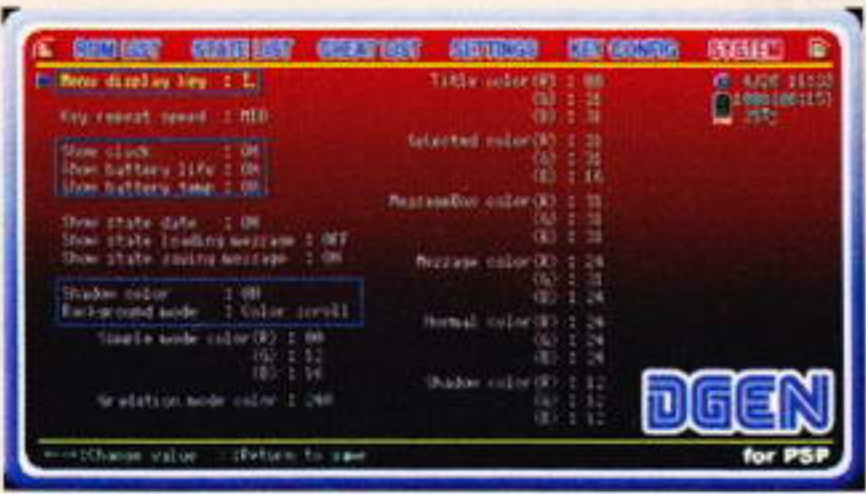 ROM LIST STATE LIST CHEAT LIST SETTINGS KEY CONFIG SYSTEM
Menu display key : L
Key repeat speed : MID
Show clock : ON
Show battery life : ON
Show battery temp : ON
Show state date : ON
Show state loading message : OFF
Show state saving message : ON
Shadow color : ON
Background mode : Color scroll
Simple mode color(R) : 00
(G) : 12
(B) : 16
Gradation mode color :
Title color(R) : 00
(G) : 31
(B) : 31
Selected color(R) : 31
(G) : 31
(B) : 16
MessageBox color(R) : 31
(G) : 31
(B) : 31
Message color(R) : 24
(G) : 31
(B) : 24
Normal color(R) : 24
(G) : 24
(B) : 24
Shadow color(R) : 12
(G) : 12
(B) : 12
:Change value :Return to game
DGEN
for PSP